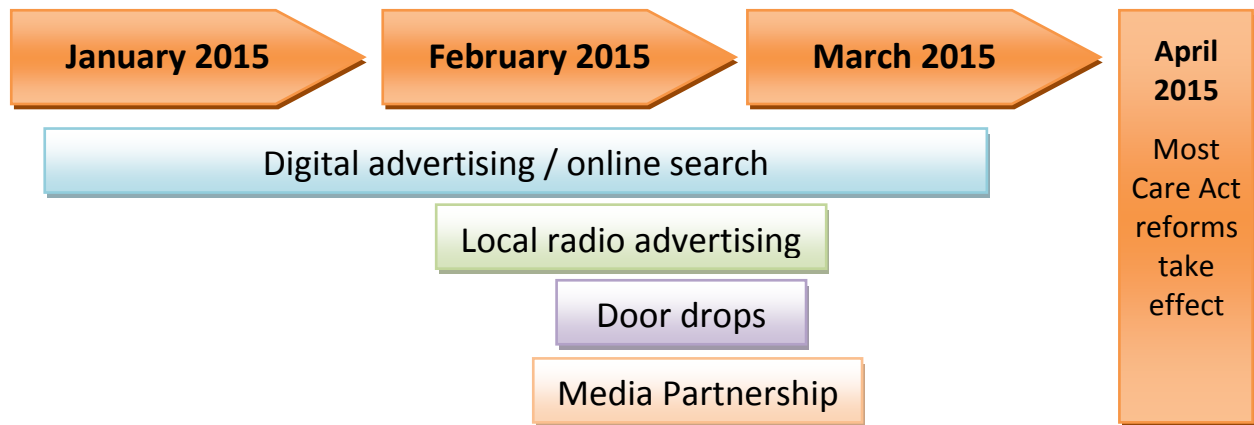 January 2015
February 2015
March 2015
April
2015
Most
Care Act
reforms
take
effect
Digital advertising / online search
Local radio advertising
Door drops
Media Partnership